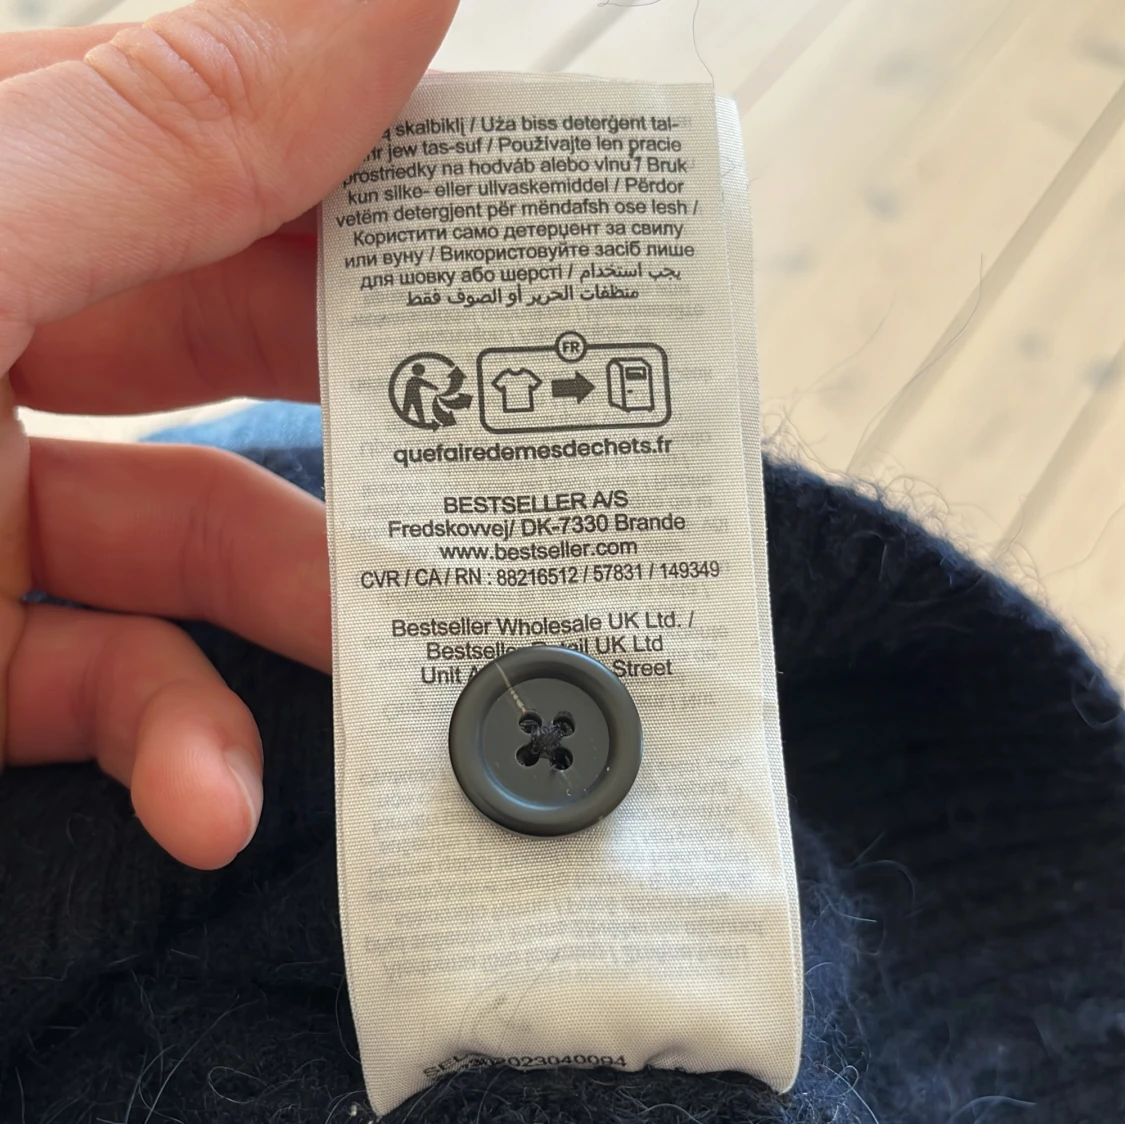 skalbiklį / Uża biss deterġent tal-
jew tas-suf / Používajte len pracie
prostriedky na hodváb alebo vlnu / Bruk
kun silke- eller ullvaskemiddel / Përdor
vetëm detergjent për mëndafsh ose lesh /
Користити само детерџент за свилу
или вуну / Використовуйте засіб лише
для шовку або шерсті / يجب استخدام
منظفات الحرير أو الصوف فقط
FR
quefairedemesdechets.fr
BESTSELLER A/S
Fredskovvej/ DK-7330 Brande
www.bestseller.com
CVR / CA / RN : 88216512 / 57831 / 149349
Bestseller Wholesale UK Ltd. /
UK Ltd
Unit Street